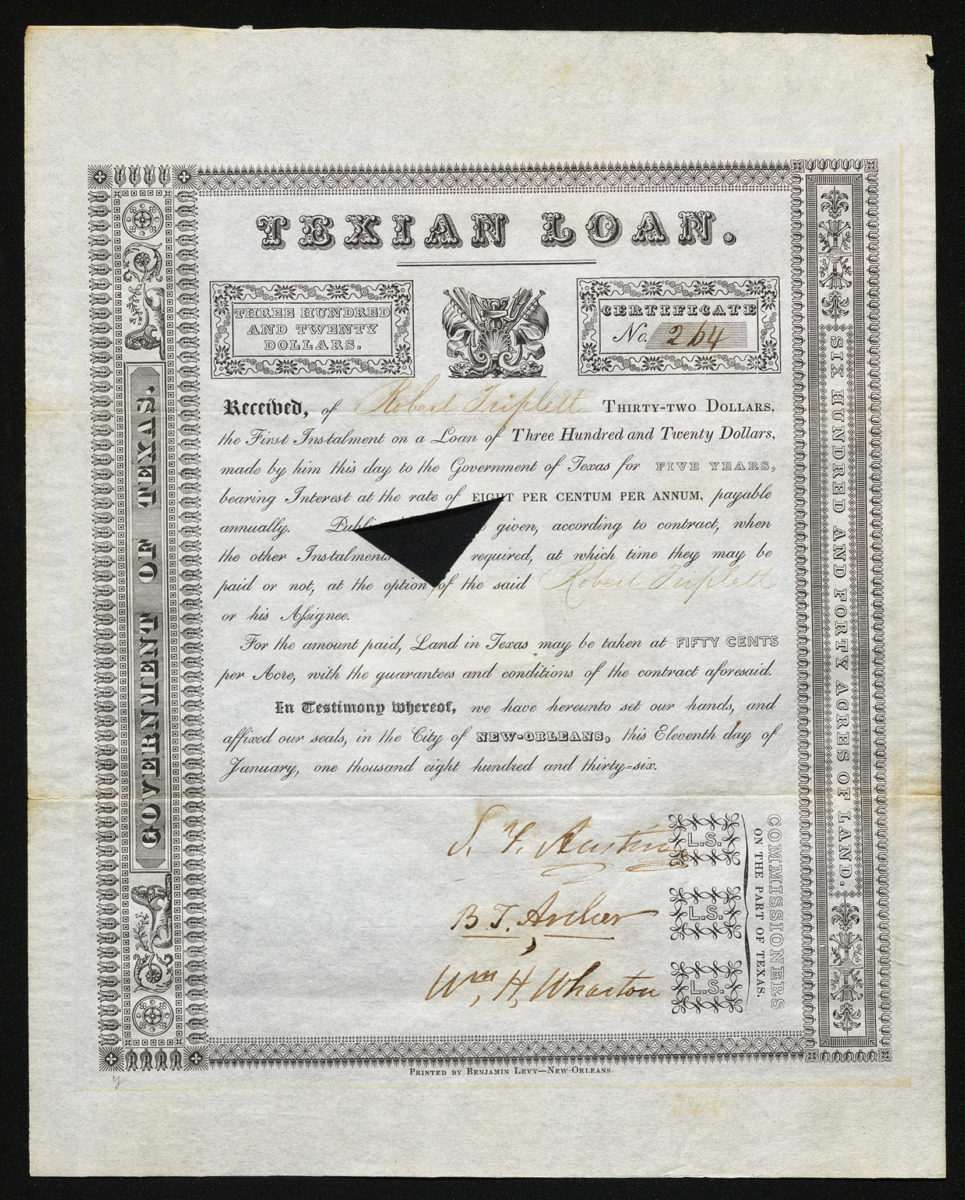 TEXIAN LOAN.
THREE HUNDRED
AND TWENTY
DOLLARS.
CERTIFICATE
No. 264
GOVERNMENT OF TEXAS.
SIX HUNDRED AND FORTY ACRES OF LAND.
Received, of Robert Triplett THIRTY-TWO DOLLARS,
the First Instalment on a Loan of Three Hundred and Twenty Dollars,
made by him this day to the Government of Texas for FIVE YEARS,
bearing Interest at the rate of EIGHT PER CENTUM PER ANNUM, payable
annually. given, according to contract, when
the other Instalments required, at which time they may be
paid or not, at the option of the said Robert Triplett
or his Aſsignee.
For the amount paid, Land in Texas may be taken at FIFTY CENTS
per Acre, with the guarantees and conditions of the contract aforesaid.
In Testimony whereof, we have hereunto set our hands, and
affixed our seals, in the City of NEW-ORLEANS, this Eleventh day of
January, one thousand eight hundred and thirty-six.
S. F. Austin L.S.
B. T. Archer L.S.
Wm. H. Wharton L.S.
COMMISSIONERS
ON THE PART OF TEXAS.
PRINTED BY BENJAMIN LEVY—NEW-ORLEANS.